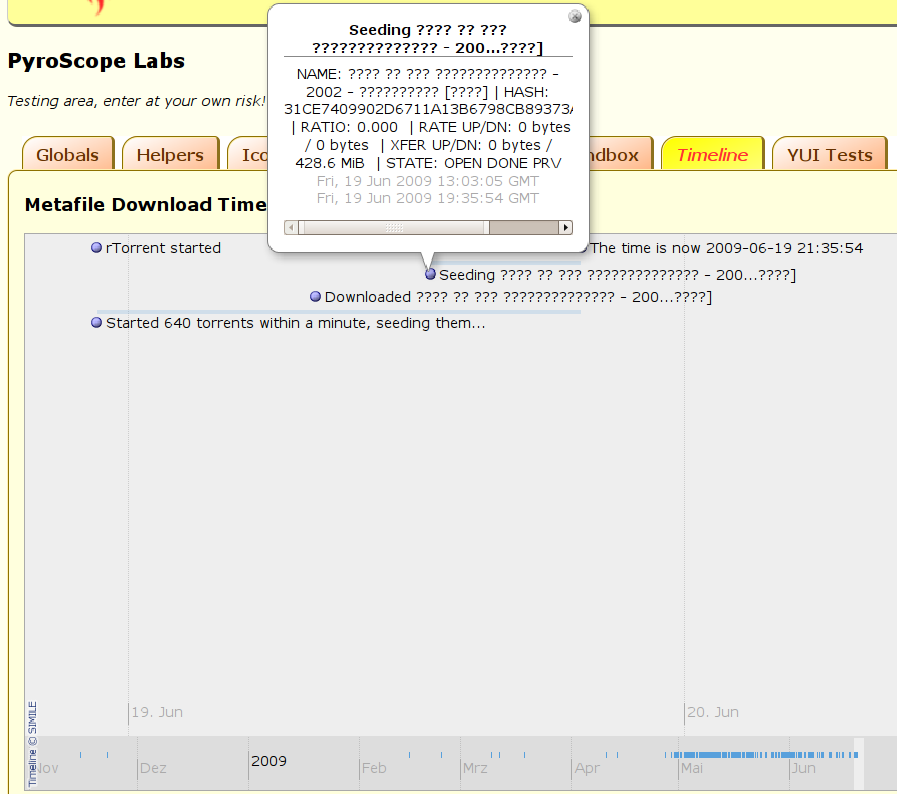 PyroScope Labs
Testing area, enter at your own risk!
Globals
Helpers
Timeline
YUI Tests
Seeding ???? ?? ???
?????????????? - 200...????]
NAME: ???? ?? ??? ?????????????? -
2002 - ?????????? [????] | HASH:
31CE7409902D6711A13B6798CB89373
| RATIO: 0.000 | RATE UP/DN: 0 bytes
/ 0 bytes | XFER UP/DN: 0 bytes /
428.6 MiB | STATE: OPEN DONE PRV
Fri, 19 Jun 2009 13:03:05 GMT
Fri, 19 Jun 2009 19:35:54 GMT
Metafile Download Time
rTorrent started
The time is now 2009-06-19 21:35:54
Seeding ???? ?? ??? ?????????????? - 200...????]
Downloaded ???? ?? ??? ?????????????? - 200...????]
Started 640 torrents within a minute, seeding them...
19. Jun
20. Jun
Timeline © SIMILE
Nov
Dez
2009
Feb
Mrz
Apr
Mai
Jun